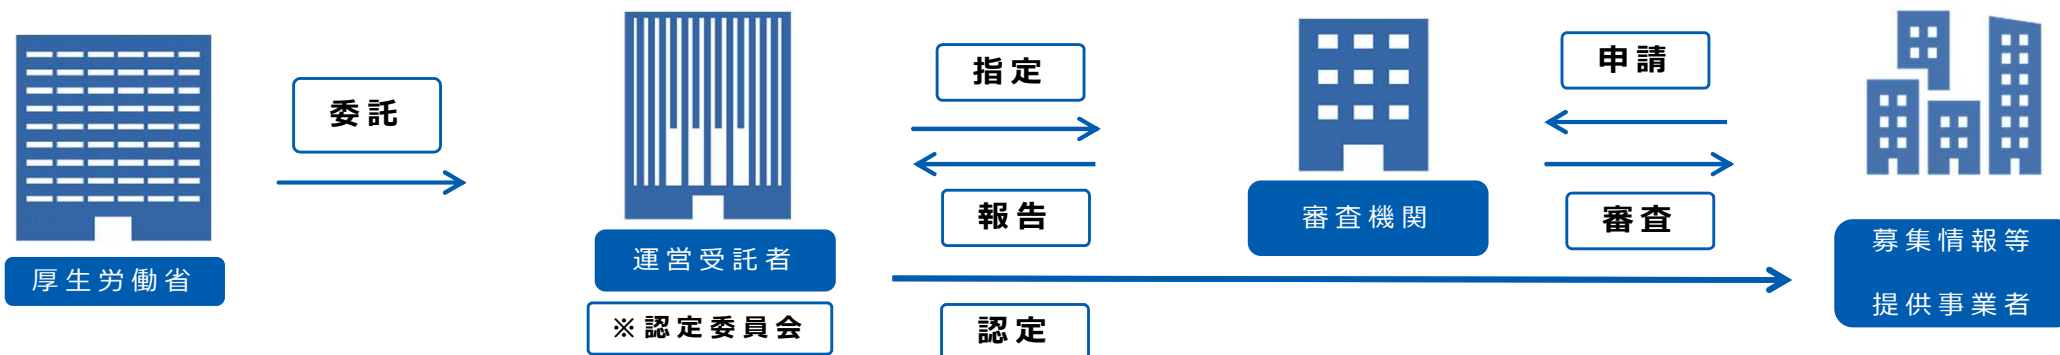 委託
厚生労働省
運営受託者
※認定委員会
指定
報告
認定
審査機関
申請
審査
募集情報等
提供事業者